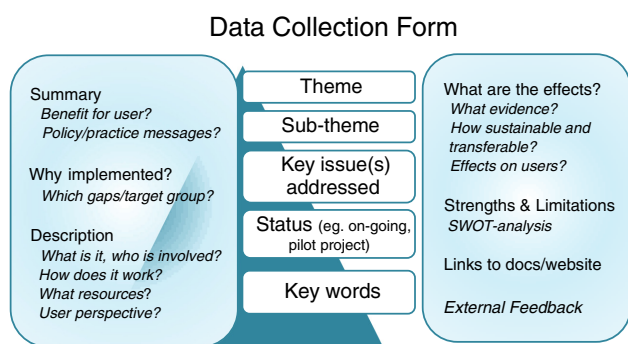 Data Collection Form
Summary
Benefit for user?
Policy/practice messages?
Why implemented?
Which gaps/target group?
Description
What is it, who is involved?
How does it work?
What resources?
User perspective?
Theme
Sub-theme
Key issue(s)
addressed
Status (eg. on-going,
pilot project)
Key words
What are the effects?
What evidence?
How sustainable and
transferable?
Effects on users?
Strengths & Limitations
SWOT-analysis
Links to docs/website
External Feedback